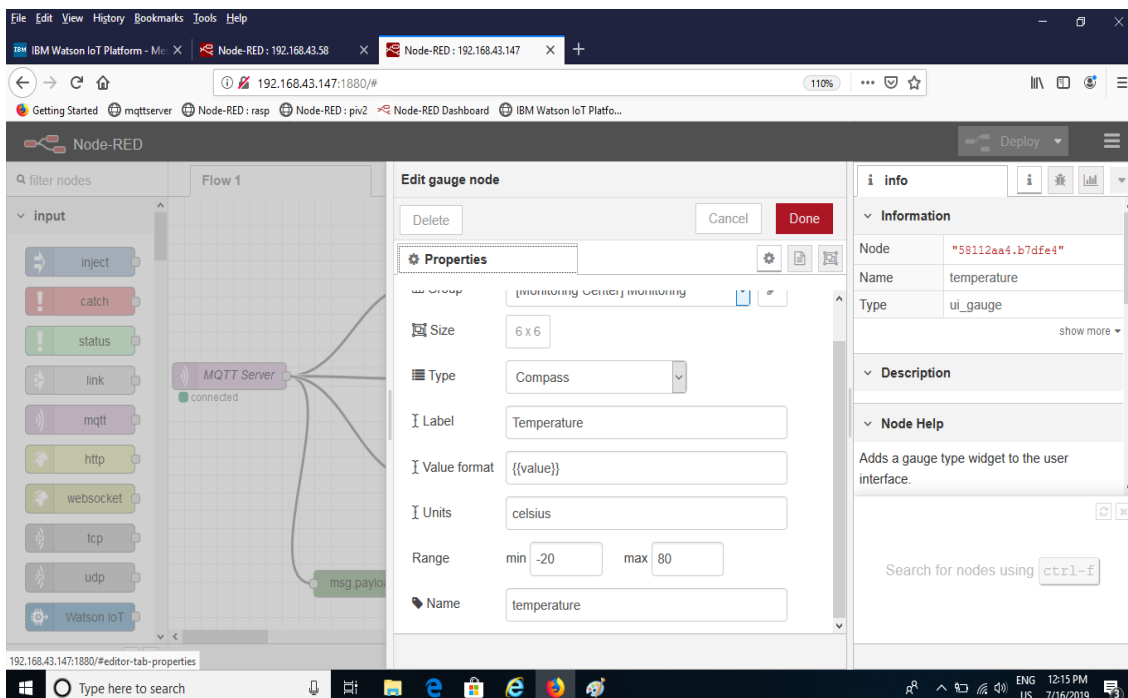 File Edit View History Bookmarks Tools Help
IBM IBM Watson IoT Platform - Me
Node-RED : 192.168.43.58
Node-RED : 192.168.43.147
192.168.43.147:1880/#
110%
Getting Started mqttserver Node-RED : rasp Node-RED : piv2 Node-RED Dashboard IBM Watson IoT Platfo...
Node-RED
Deploy
filter nodes
Flow 1
input
inject
catch
status
link
mqtt
http
websocket
tcp
udp
Watson IoT
MQTT Server
connected
msg.payloa
Edit gauge node
Delete
Cancel
Done
Properties
Group [Monitoring Center] Monitoring
Size 6 x 6
Type Compass
Label Temperature
Value format {{value}}
Units celsius
Range min -20 max 80
Name temperature
i info
i
Information
Node "58112aa4.b7dfe4"
Name temperature
Type ui_gauge
show more
Description
Node Help
Adds a gauge type widget to the user
interface.
Search for nodes using ctrl-f
192.168.43.147:1880/#editor-tab-properties
Type here to search
ENG 12:15 PM
US 7/16/2019
3